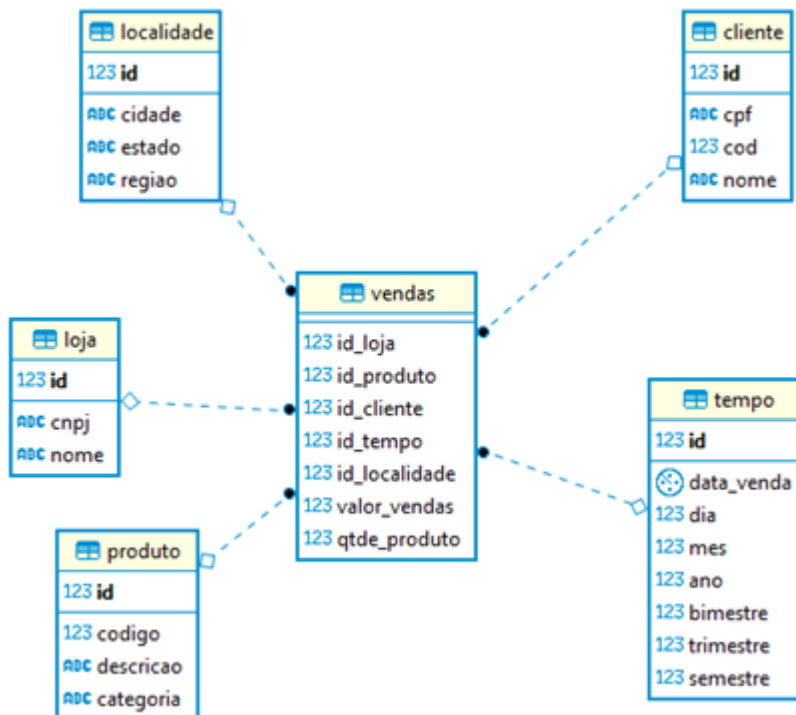 localidade
123 id
ABC cidade
ABC estado
ABC regiao
cliente
123 id
ABC cpf
123 cod
ABC nome
vendas
123 id_loja
123 id_produto
123 id_cliente
123 id_tempo
123 id_localidade
123 valor_vendas
123 qtde_produto
loja
123 id
ABC cnpj
ABC nome
tempo
123 id
data_venda
123 dia
123 mes
123 ano
123 bimestre
123 trimestre
123 semestre
produto
123 id
123 codigo
ABC descricao
ABC categoria